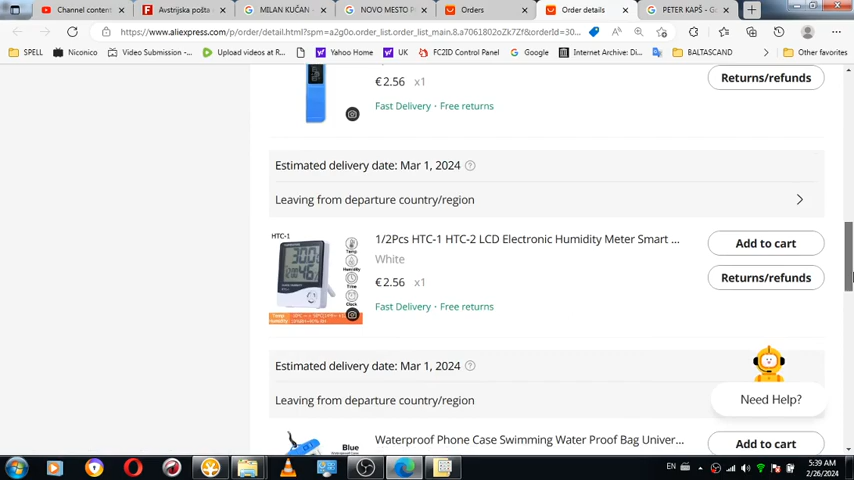 Channel content
Avstrijska pošta
MILAN KUČAN -
NOVO MESTO P
Orders
Order details
PETER KAPŠ - G
https://www.aliexpress.com/p/order/detail.html?spm=a2g0o.order_list.order_list_main.8.a7061802oZk7Zf&orderId=30...
SPELL
Niconico
Video Submission -...
Upload videos at R...
Yahoo Home
UK
FC2ID Control Panel
Google
Internet Archive: Di...
BALTASCAND
Other favorites
€2.56 x1
Returns/refunds
Fast Delivery · Free returns
Estimated delivery date: Mar 1, 2024
Leaving from departure country/region
HTC-1
Temp
Humidity
Time
Clock
1/2Pcs HTC-1 HTC-2 LCD Electronic Humidity Meter Smart ...
Add to cart
White
€2.56 x1
Returns/refunds
Fast Delivery · Free returns
Estimated delivery date: Mar 1, 2024
Leaving from departure country/region
Need Help?
Blue
Waterproof Phone Case Swimming Water Proof Bag Univer...
Add to cart
EN
5:39 AM
2/26/2024